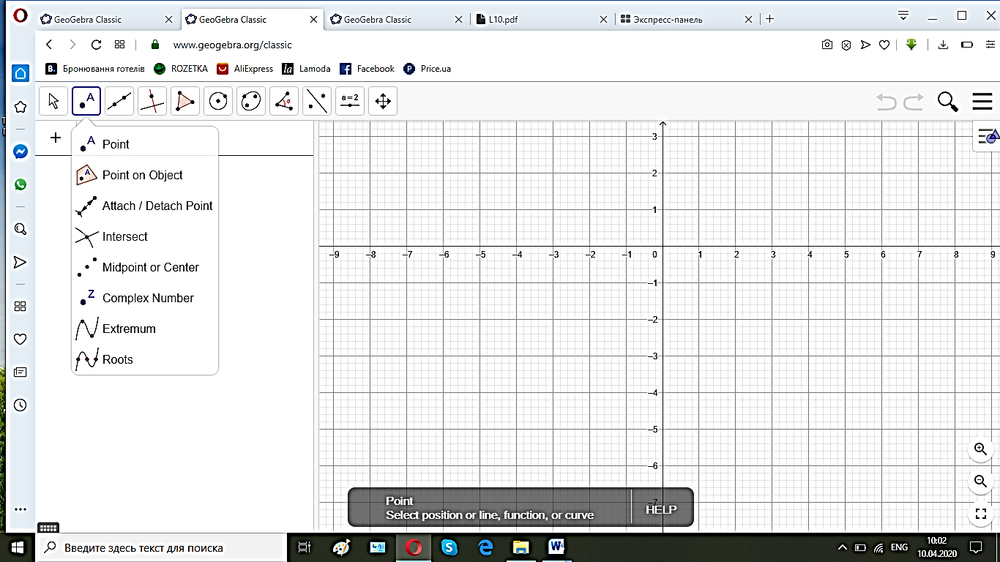 GeoGebra Classic
GeoGebra Classic
GeoGebra Classic
L10.pdf
Экспресс-панель
www.geogebra.org/classic
B. Бронювання готелів
ROZETKA
AliExpress
la Lamoda
Facebook
P Price.ua
A
α
a=2
A Point
A Point on Object
Attach / Detach Point
Intersect
Midpoint or Center
Z Complex Number
Extremum
Roots
3
2
1
–9 –8 –7 –6 –5 –4 –3 –2 –1 0 1 2 3 4 5 6 7 8 9
–1
–2
–3
–4
–5
–6
–7
Point
Select position or line, function, or curve
HELP
Введите здесь текст для поиска
ENG
10:02
10.04.2020